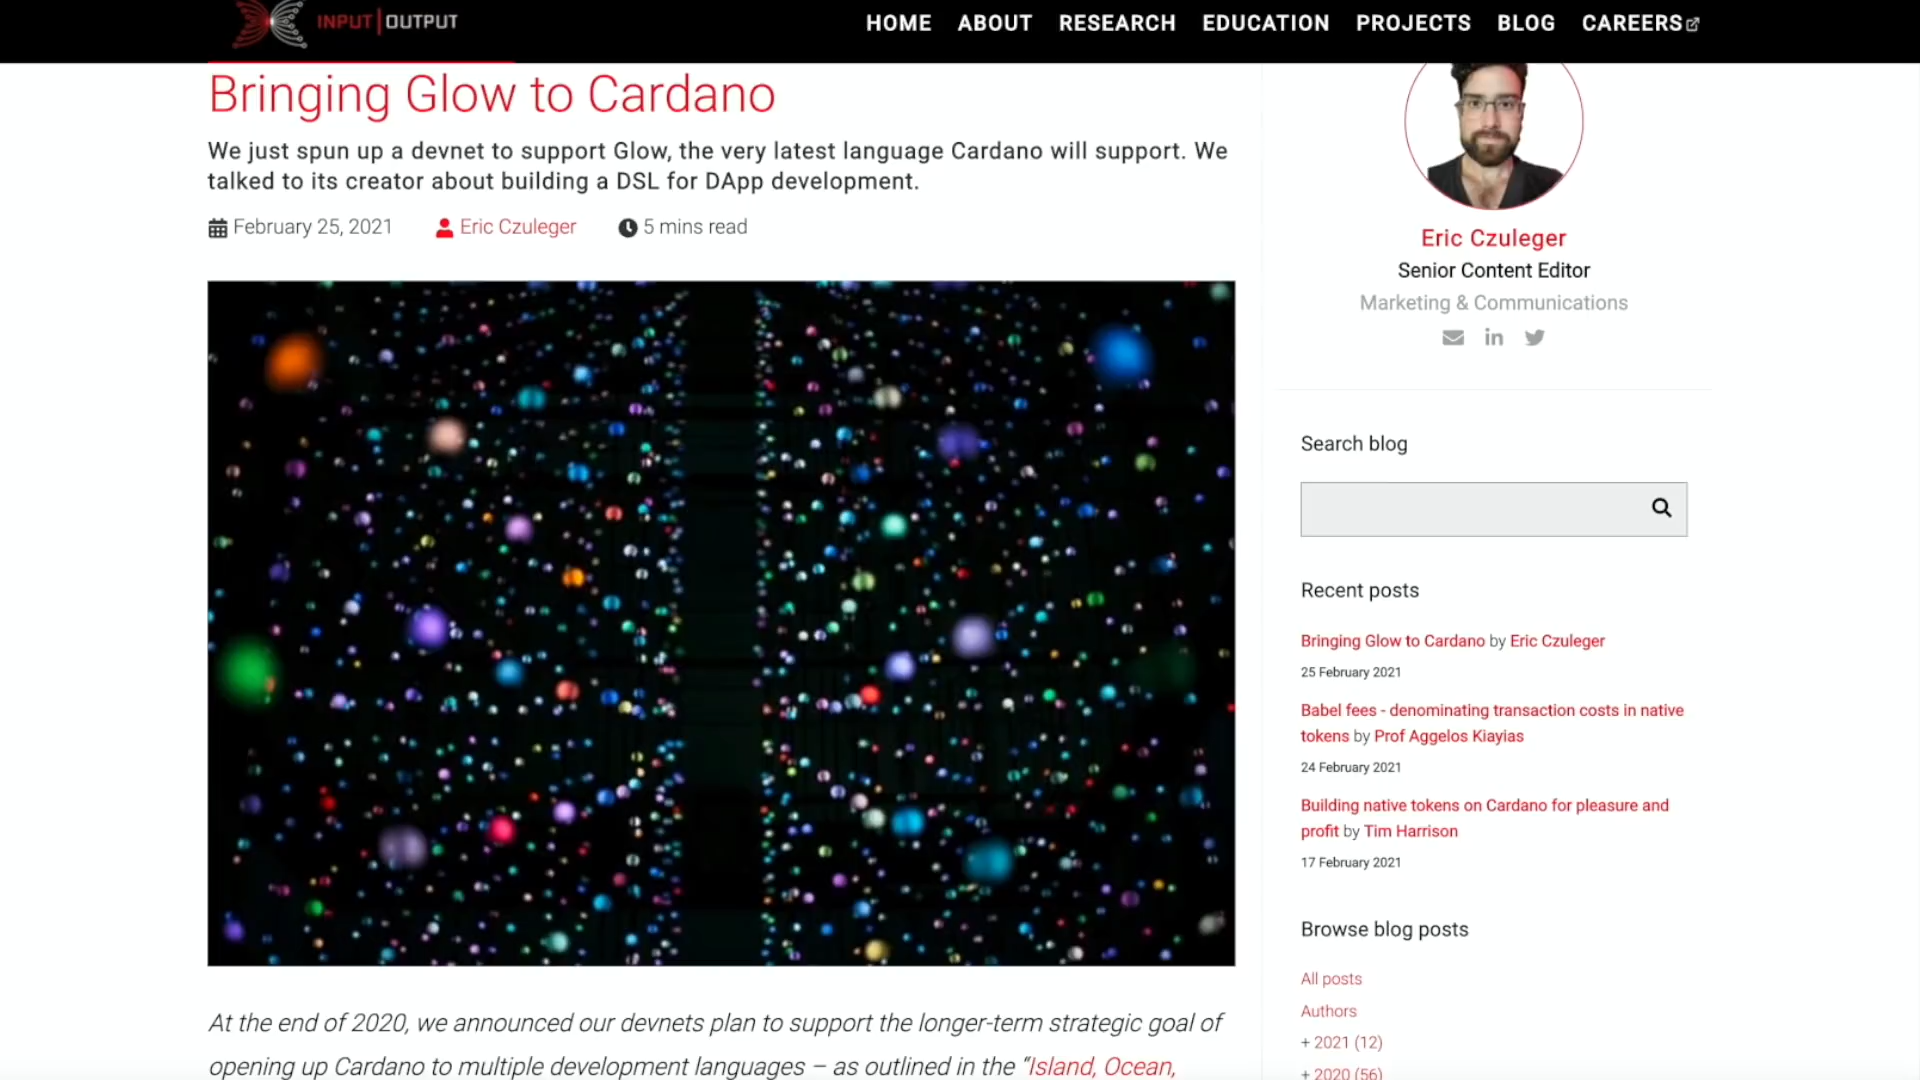 INPUT|OUTPUT
HOME ABOUT RESEARCH EDUCATION PROJECTS BLOG CAREERS
Bringing Glow to Cardano
We just spun up a devnet to support Glow, the very latest language Cardano will support. We
talked to its creator about building a DSL for DApp development.
February 25, 2021 Eric Czuleger 5 mins read
At the end of 2020, we announced our devnets plan to support the longer-term strategic goal of
opening up Cardano to multiple development languages – as outlined in the “Island, Ocean,
Eric Czuleger
Senior Content Editor
Marketing & Communications
Search blog
Recent posts
Bringing Glow to Cardano by Eric Czuleger
25 February 2021
Babel fees - denominating transaction costs in native
tokens by Prof Aggelos Kiayias
24 February 2021
Building native tokens on Cardano for pleasure and
profit by Tim Harrison
17 February 2021
Browse blog posts
All posts
Authors
+ 2021 (12)
+ 2020 (56)